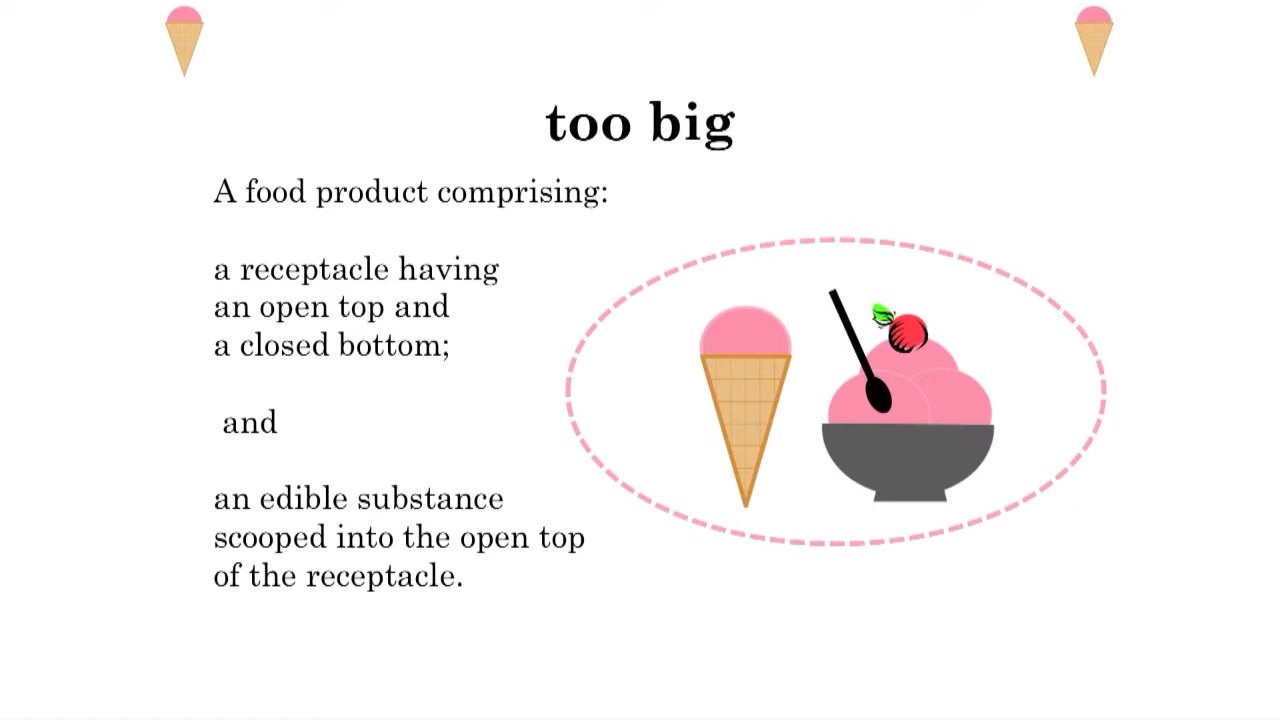 too big
A food product comprising:
a receptacle having
an open top and
a closed bottom;
and
an edible substance
scooped into the open top
of the receptacle.